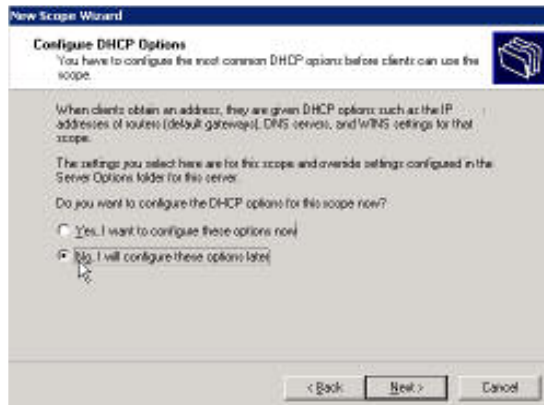 New Scope Wizard
Configure DHCP Options
You have to configure the most common DHCP options before clients can use the
scope.
When clients obtain an address, they are given DHCP options such as the IP
addresses of routers (default gateways), DNS servers, and WINS settings for that
scope.
The settings you select here are for this scope and override settings configured in the
Server Options folder for this server.
Do you want to configure the DHCP options for this scope now?
Yes, I want to configure these options now
No, I will configure these options later
< Back
Next >
Cancel